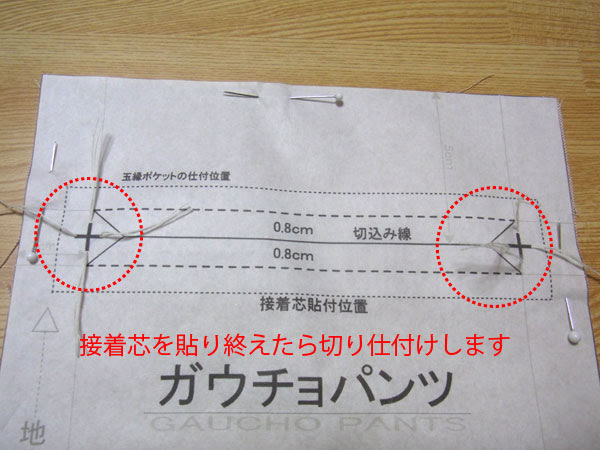 5cm
玉縁ポケットの仕付位置
0.8cm
切込み線
0.8cm
接着芯貼付位置
接着芯を貼り終えたら切り仕付けします
ガウチョパンツ
GAUCHO PANTS
地